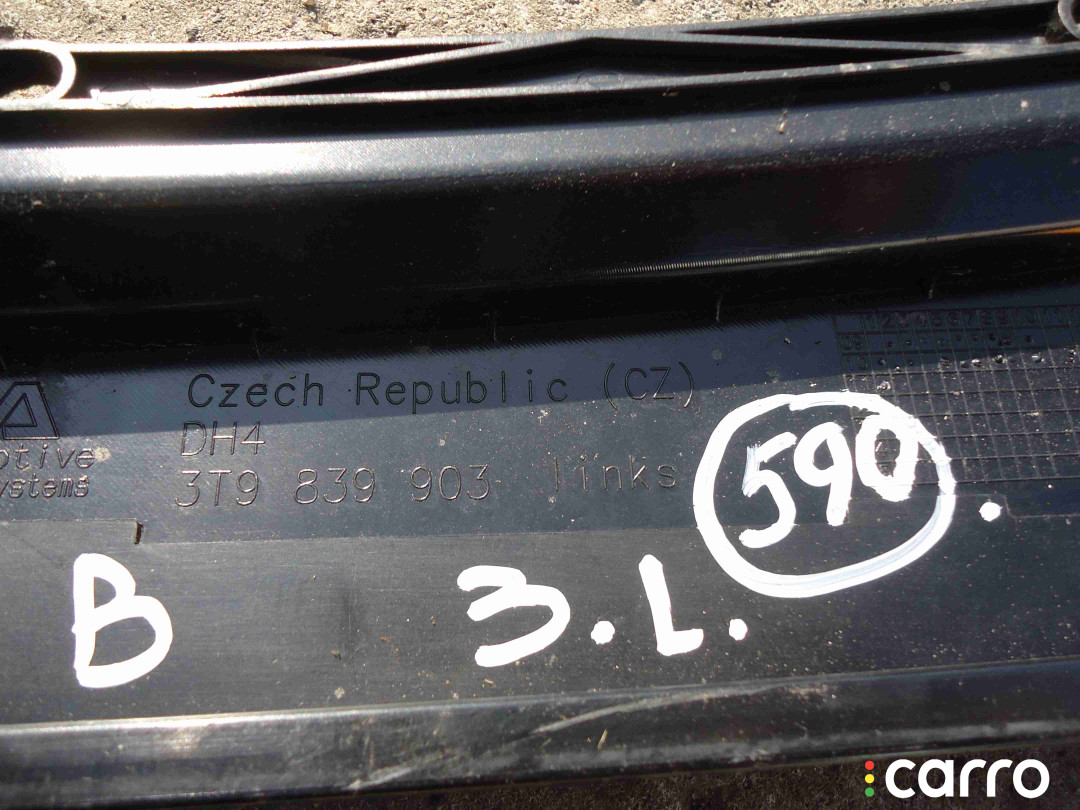 Czech Republic (CZ)
DH4
3T9 839 903 links
590
B 3.L.
carro